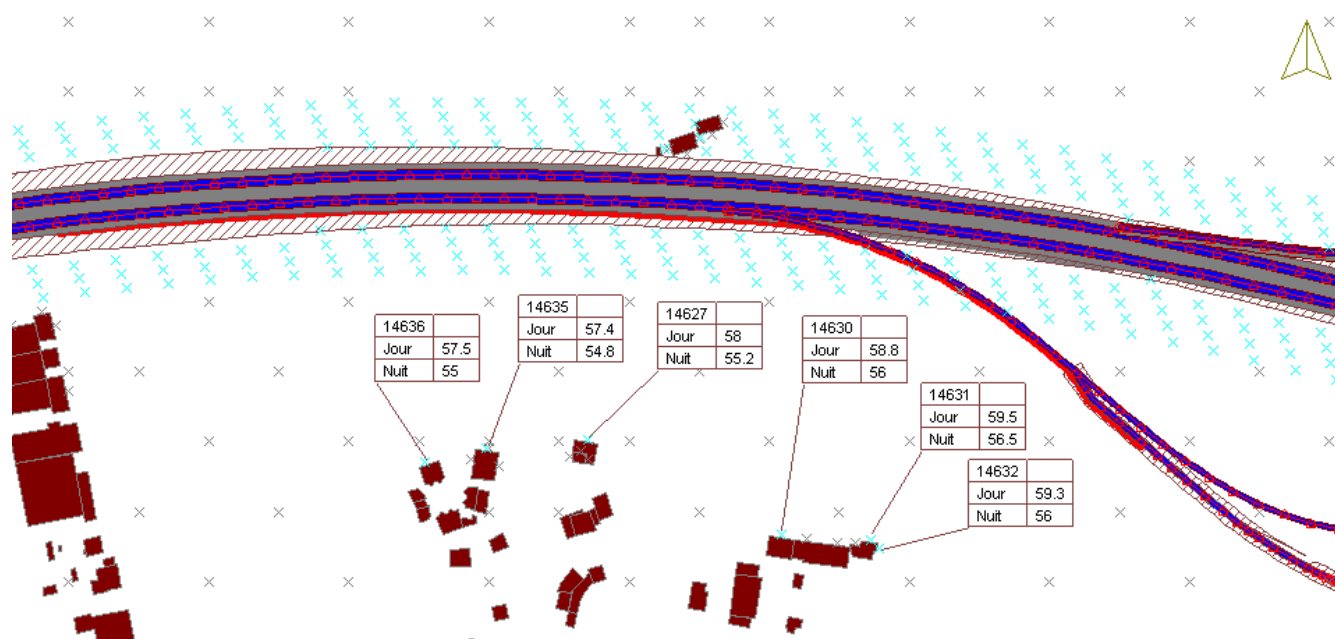 14636
Jour 57.5
Nuit 55
14635
Jour 57.4
Nuit 54.8
14627
Jour 58
Nuit 55.2
14630
Jour 58.8
Nuit 56
14631
Jour 59.5
Nuit 56.5
14632
Jour 59.3
Nuit 56